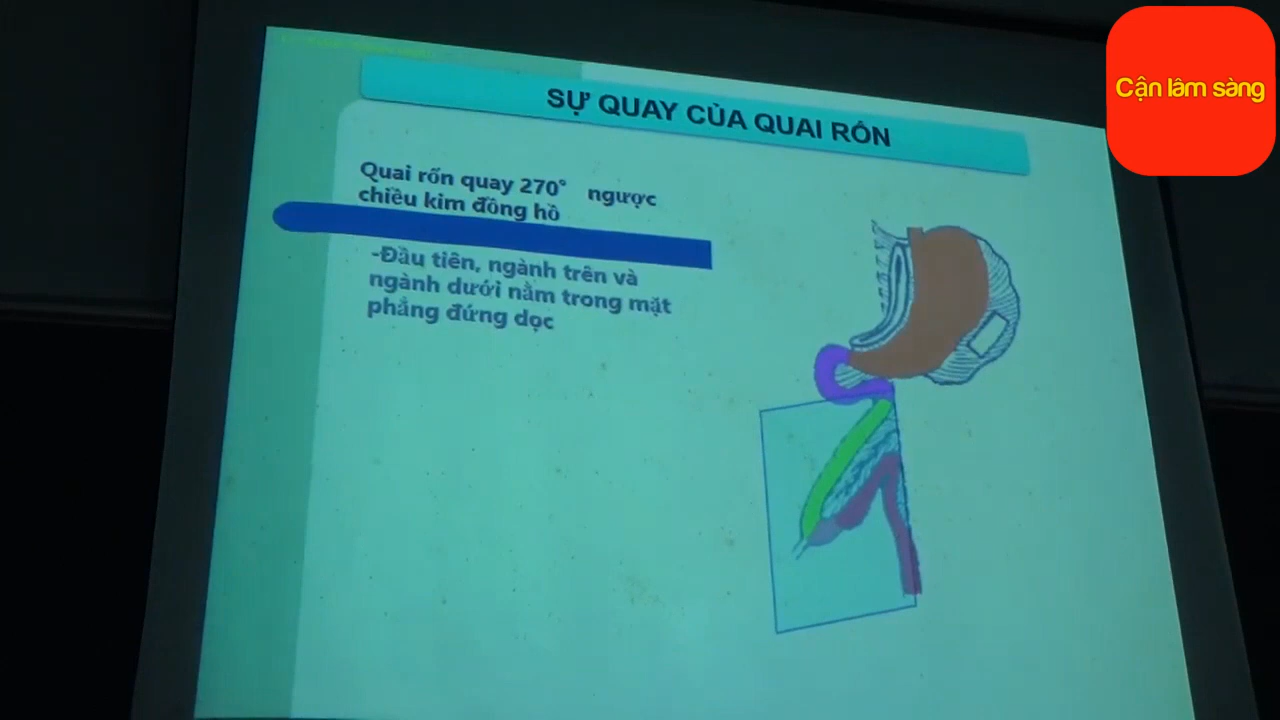 SỰ QUAY CỦA QUAI RỐN
Quai rốn quay 270° ngược
chiều kim đồng hồ
-Đầu tiên, ngành trên và
ngành dưới nằm trong mặt
phẳng đứng dọc
Cận lâm sàng